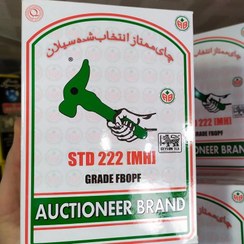 چای ممتاز انتخاب شده سیلان
STD 222 [MH]
GRADE FBOPF
AUCTIONEER BRAND